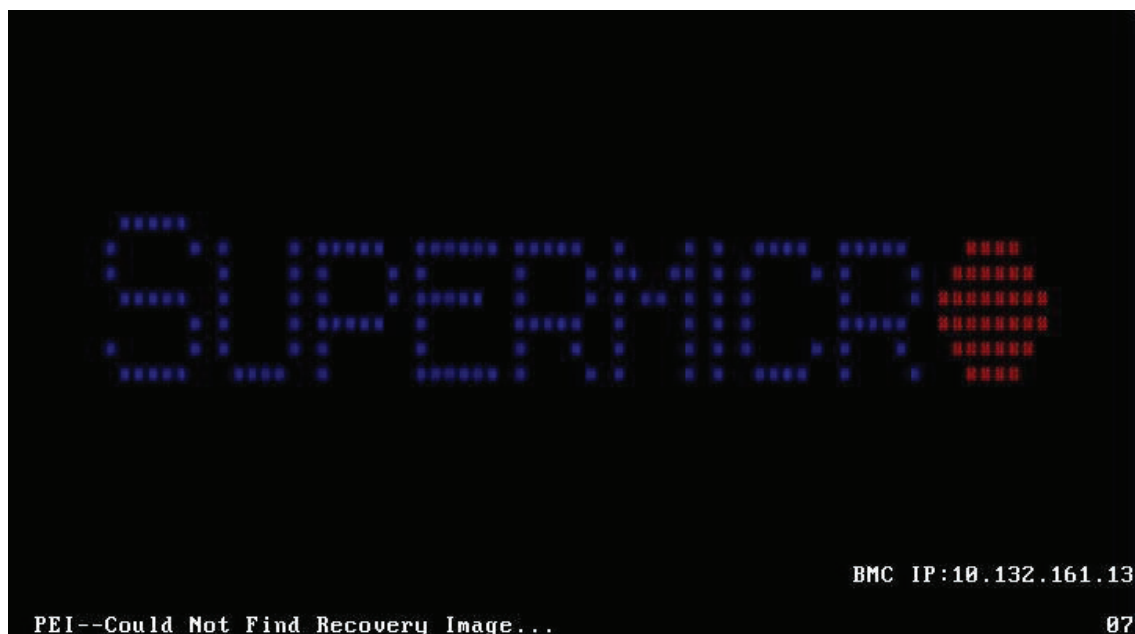 SUPERMICR
BMC IP:10.132.161.13
PEI--Could Not Find Recovery Image...
07